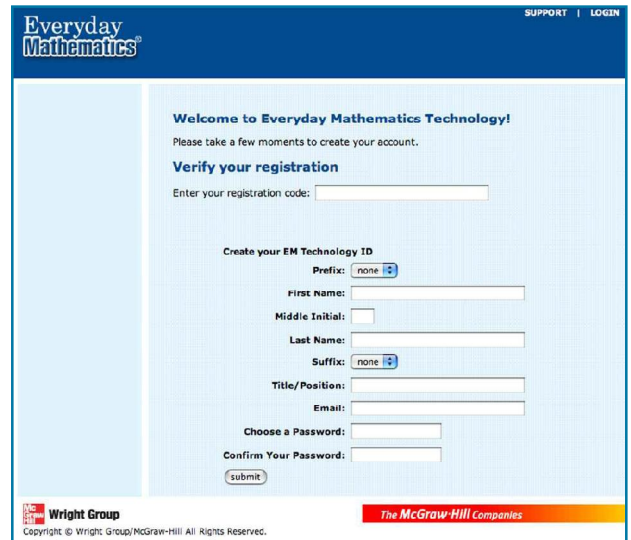 SUPPORT | LOGIN
Everyday
Mathematics®
Welcome to Everyday Mathematics Technology!
Please take a few moments to create your account.
Verify your registration
Enter your registration code:
Create your EM Technology ID
Prefix: none
First Name:
Middle Initial:
Last Name:
Suffix: none
Title/Position:
Email:
Choose a Password:
Confirm Your Password:
submit
Mc Graw Hill Wright Group
The McGraw·Hill Companies
Copyright © Wright Group/McGraw-Hill All Rights Reserved.